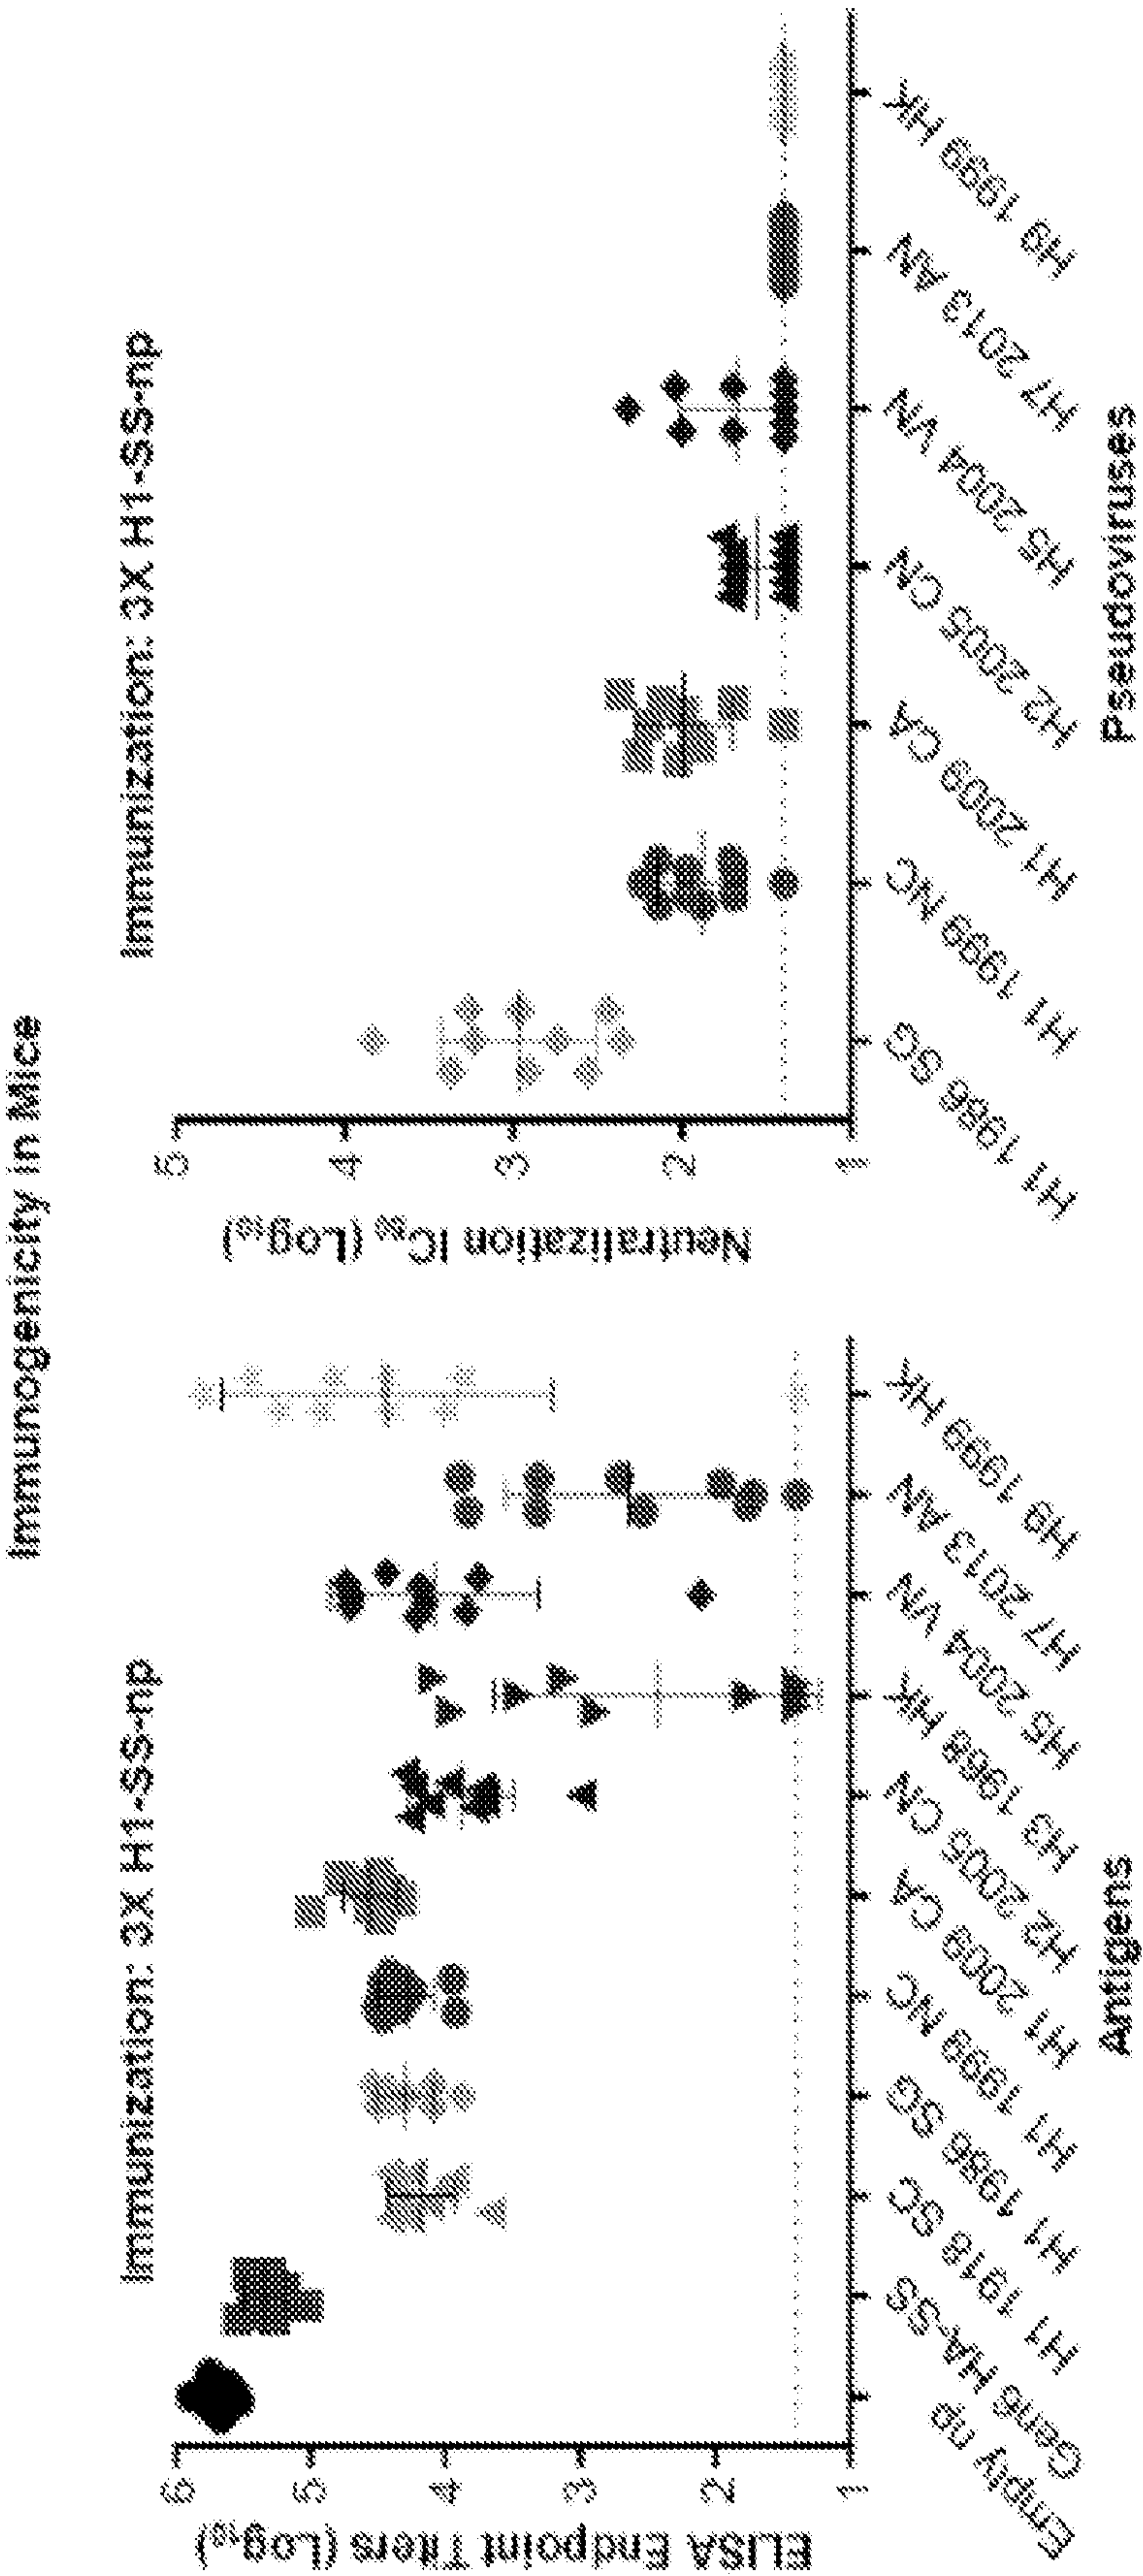 Immunogenicity in Mice
Immunization: 3X H1-SS-np
ELISA Endpoint Titers (Log10)
6
5
4
3
2
1
Empty np
Gen6 HA-SS
H1 1918 SC
H1 1986 SG
H1 1999 NC
H1 2009 CA
H2 2005 CN
H3 1968 HK
H5 2004 VN
H7 2013 AN
H9 1999 HK
Antigens
Immunization: 3X H1-SS-np
Neutralization IC50 (Log10)
5
4
3
2
1
H1 1986 SG
H1 1999 NC
H1 2009 CA
H2 2005 CN
H5 2004 VN
H7 2013 AN
H9 1999 HK
Pseudoviruses